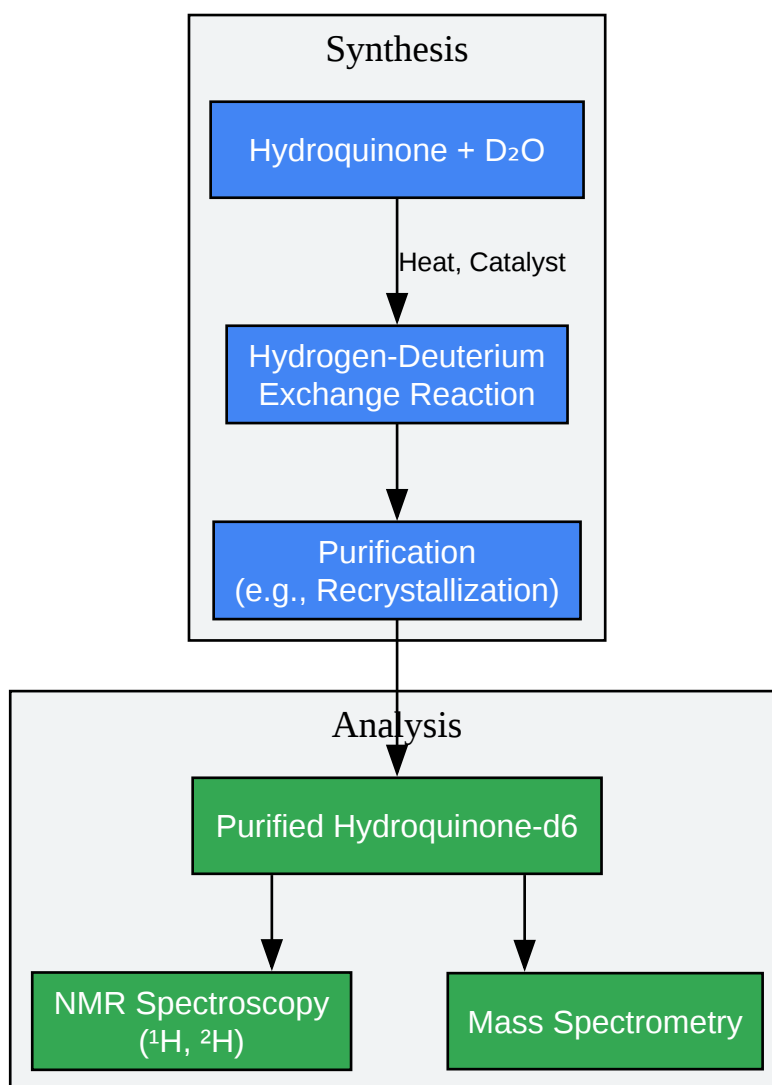 Synthesis
Hydroquinone + D₂O
Heat, Catalyst
Hydrogen-Deuterium
Exchange Reaction
Purification
(e.g., Recrystallization)
Analysis
Purified Hydroquinone-d6
NMR Spectroscopy
(¹H, ²H)
Mass Spectrometry